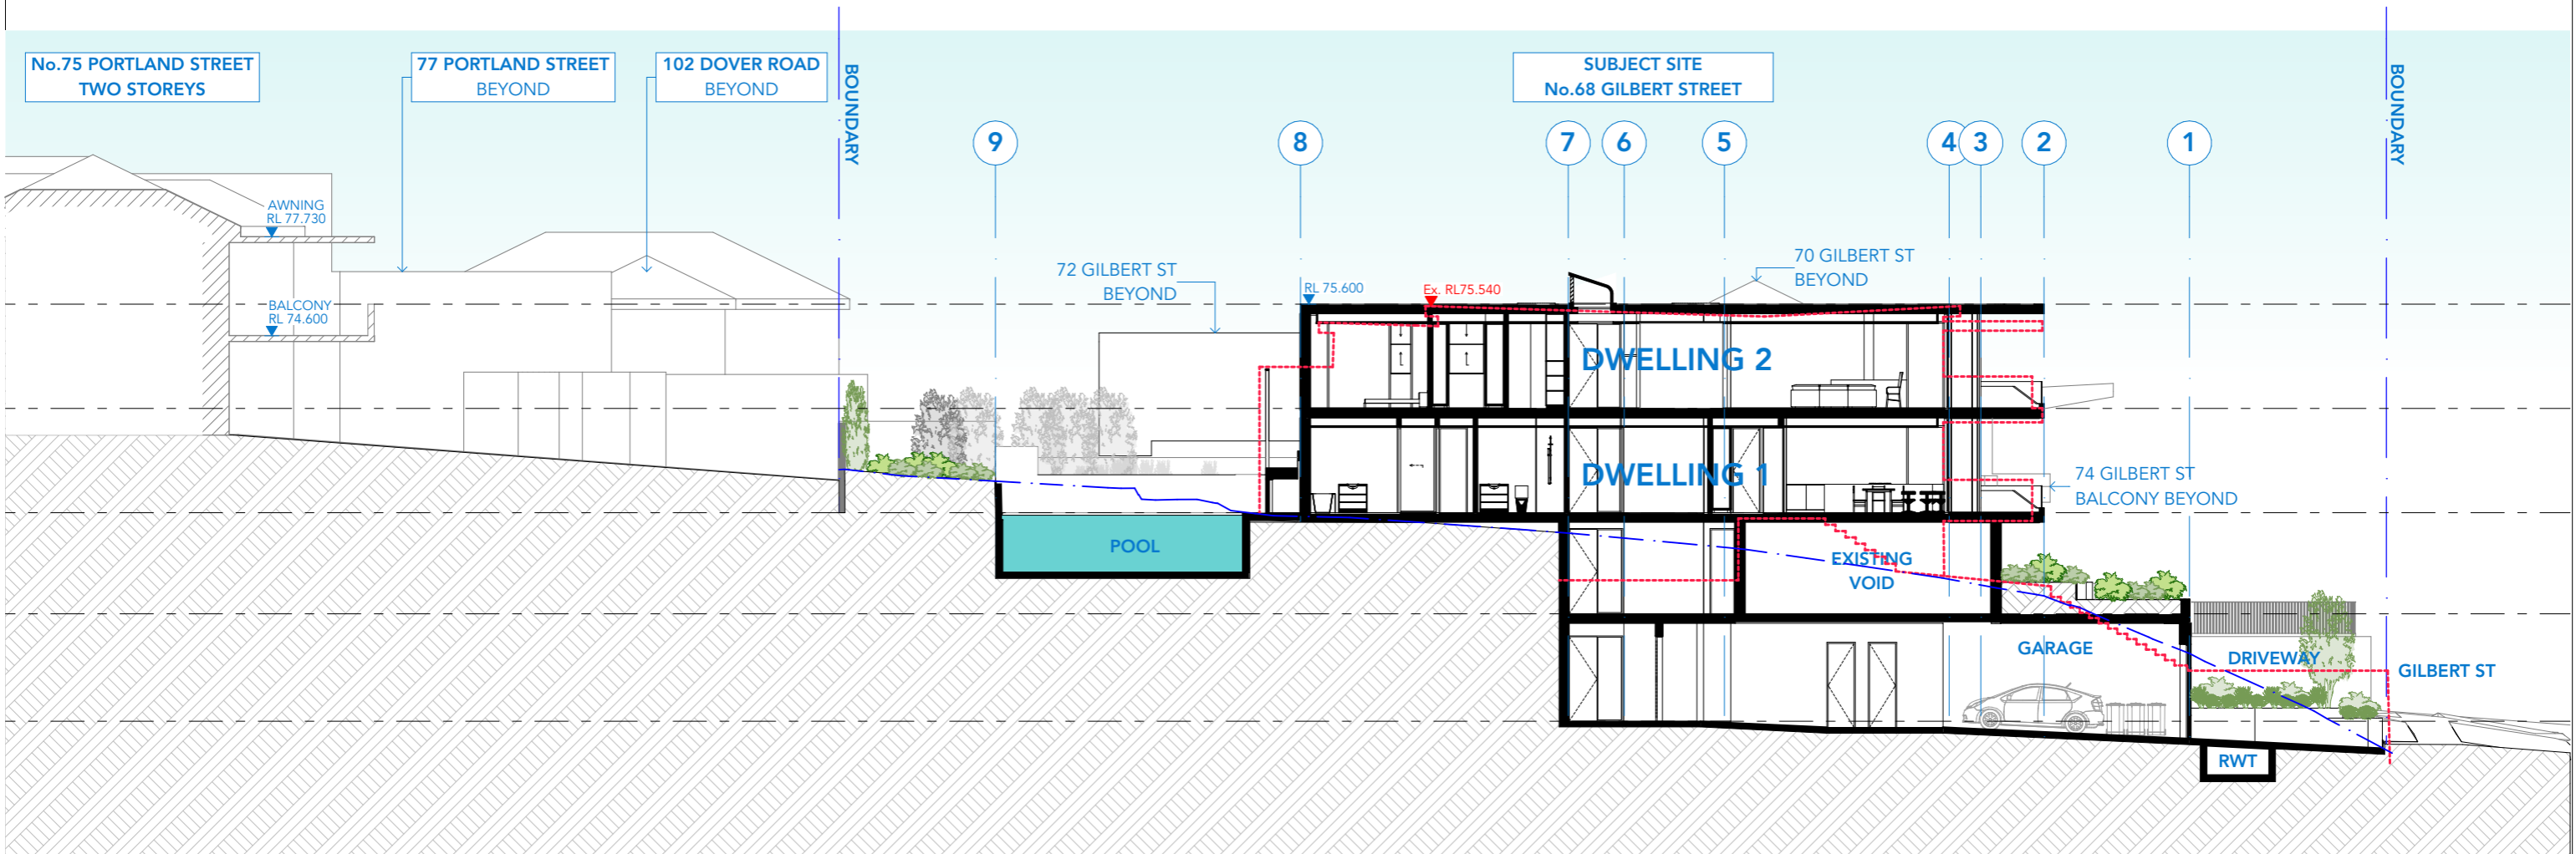 No.75 PORTLAND STREET
TWO STOREYS
77 PORTLAND STREET
BEYOND
102 DOVER ROAD
BEYOND
BOUNDARY
SUBJECT SITE
No.68 GILBERT STREET
BOUNDARY
9
8
7
6
5
4
3
2
1
AWNING
RL 77.730
BALCONY
RL 74.600
72 GILBERT ST
BEYOND
RL 75.600
Ex. RL75.540
70 GILBERT ST
BEYOND
DWELLING 2
DWELLING 1
74 GILBERT ST
BALCONY BEYOND
POOL
EXISTING
VOID
GARAGE
DRIVEWAY
GILBERT ST
RWT